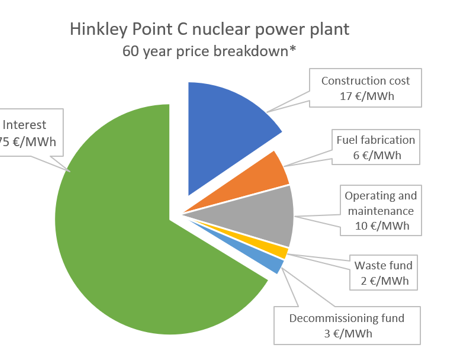 Hinkley Point C nuclear power plant
60 year price breakdown*
Construction cost
17 €/MWh
Interest
75 €/MWh
Fuel fabrication
6 €/MWh
Operating and
maintenance
10 €/MWh
Waste fund
2 €/MWh
Decommissioning fund
3 €/MWh